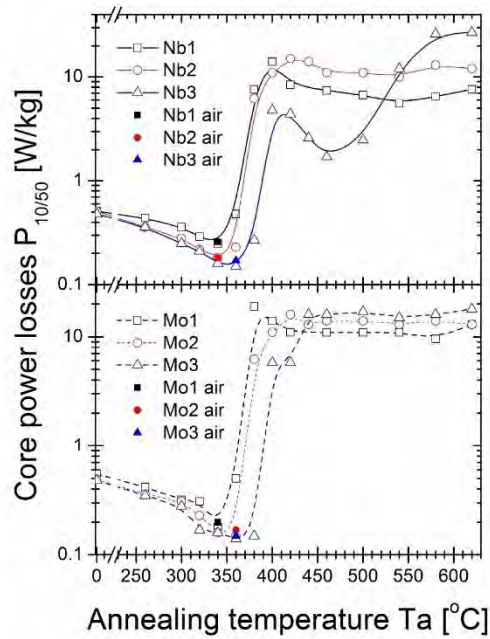 Core power losses P10/50 [W/kg]
10
1
0.1
Nb1
Nb2
Nb3
Nb1 air
Nb2 air
Nb3 air
10
1
0.1
Mo1
Mo2
Mo3
Mo1 air
Mo2 air
Mo3 air
0 250 300 350 400 450 500 550 600
Annealing temperature Ta [°C]